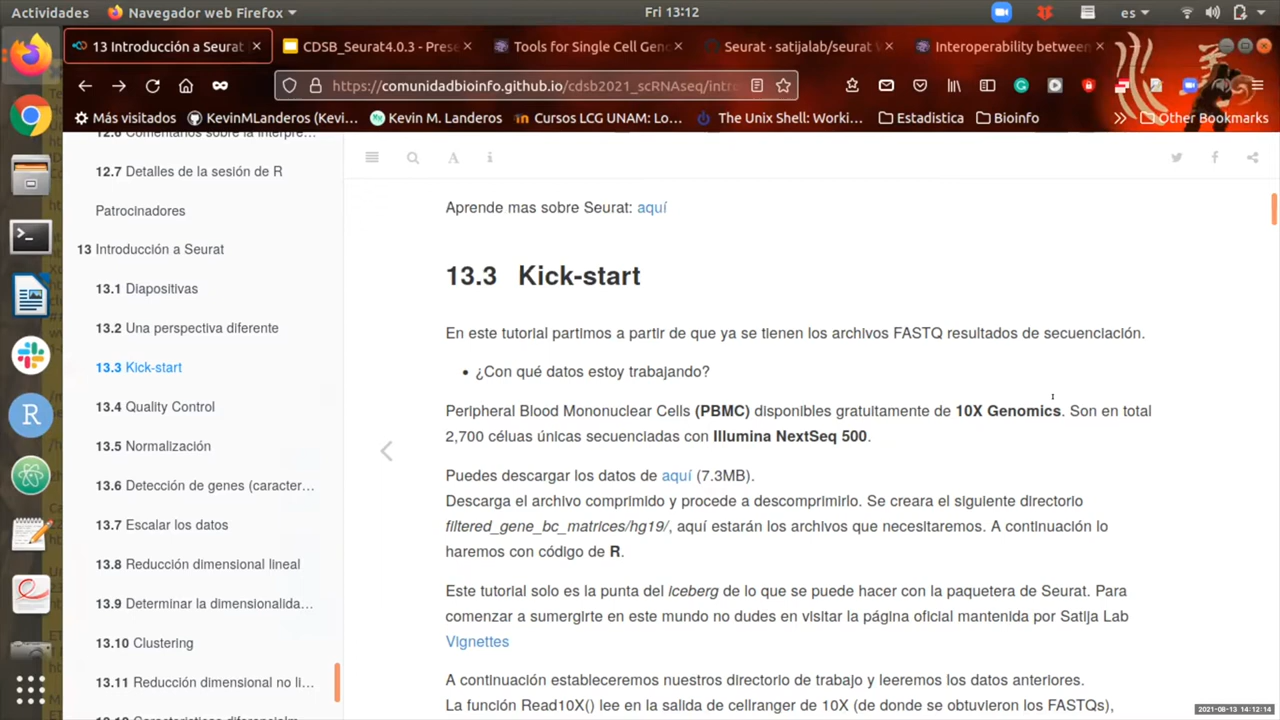 Actividades
Navegador web Firefox
Fri 13:12
es
13 Introducción a Seurat
CDSB_Seurat4.0.3 - Prese
Tools for Single Cell Geno
Seurat · satijalab/seurat W
Interoperability between
https://comunidadbioinfo.github.io/cdsb2021_scRNAseq/intro
Más visitados
KevinMLanderos (Kevi...
Kevin M. Landeros
Cursos LCG UNAM: Lo...
The Unix Shell: Worki...
Estadistica
Bioinfo
Other Bookmarks
12.6 Comentarios sobre la interpre...
12.7 Detalles de la sesión de R
Patrocinadores
13 Introducción a Seurat
13.1 Diapositivas
13.2 Una perspectiva diferente
13.3 Kick-start
13.4 Quality Control
13.5 Normalización
13.6 Detección de genes (caracter...
13.7 Escalar los datos
13.8 Reducción dimensional lineal
13.9 Determinar la dimensionalida...
13.10 Clustering
13.11 Reducción dimensional no li...
Aprende mas sobre Seurat: aquí
13.3 Kick-start
En este tutorial partimos a partir de que ya se tienen los archivos FASTQ resultados de secuenciación.
• ¿Con qué datos estoy trabajando?
Peripheral Blood Mononuclear Cells (PBMC) disponibles gratuitamente de 10X Genomics. Son en total
2,700 céluas únicas secuenciadas con Illumina NextSeq 500.
Puedes descargar los datos de aquí (7.3MB).
Descarga el archivo comprimido y procede a descomprimirlo. Se creara el siguiente directorio
filtered_gene_bc_matrices/hg19/, aquí estarán los archivos que necesitaremos. A continuación lo
haremos con código de R.
Este tutorial solo es la punta del iceberg de lo que se puede hacer con la paquetera de Seurat. Para
comenzar a sumergirte en este mundo no dudes en visitar la página oficial mantenida por Satija Lab
Vignettes
A continuación estableceremos nuestros directorio de trabajo y leeremos los datos anteriores.
La función Read10X() lee en la salida de cellranger de 10X (de donde se obtuvieron los FASTQs),
2021-08-13 14:12:14